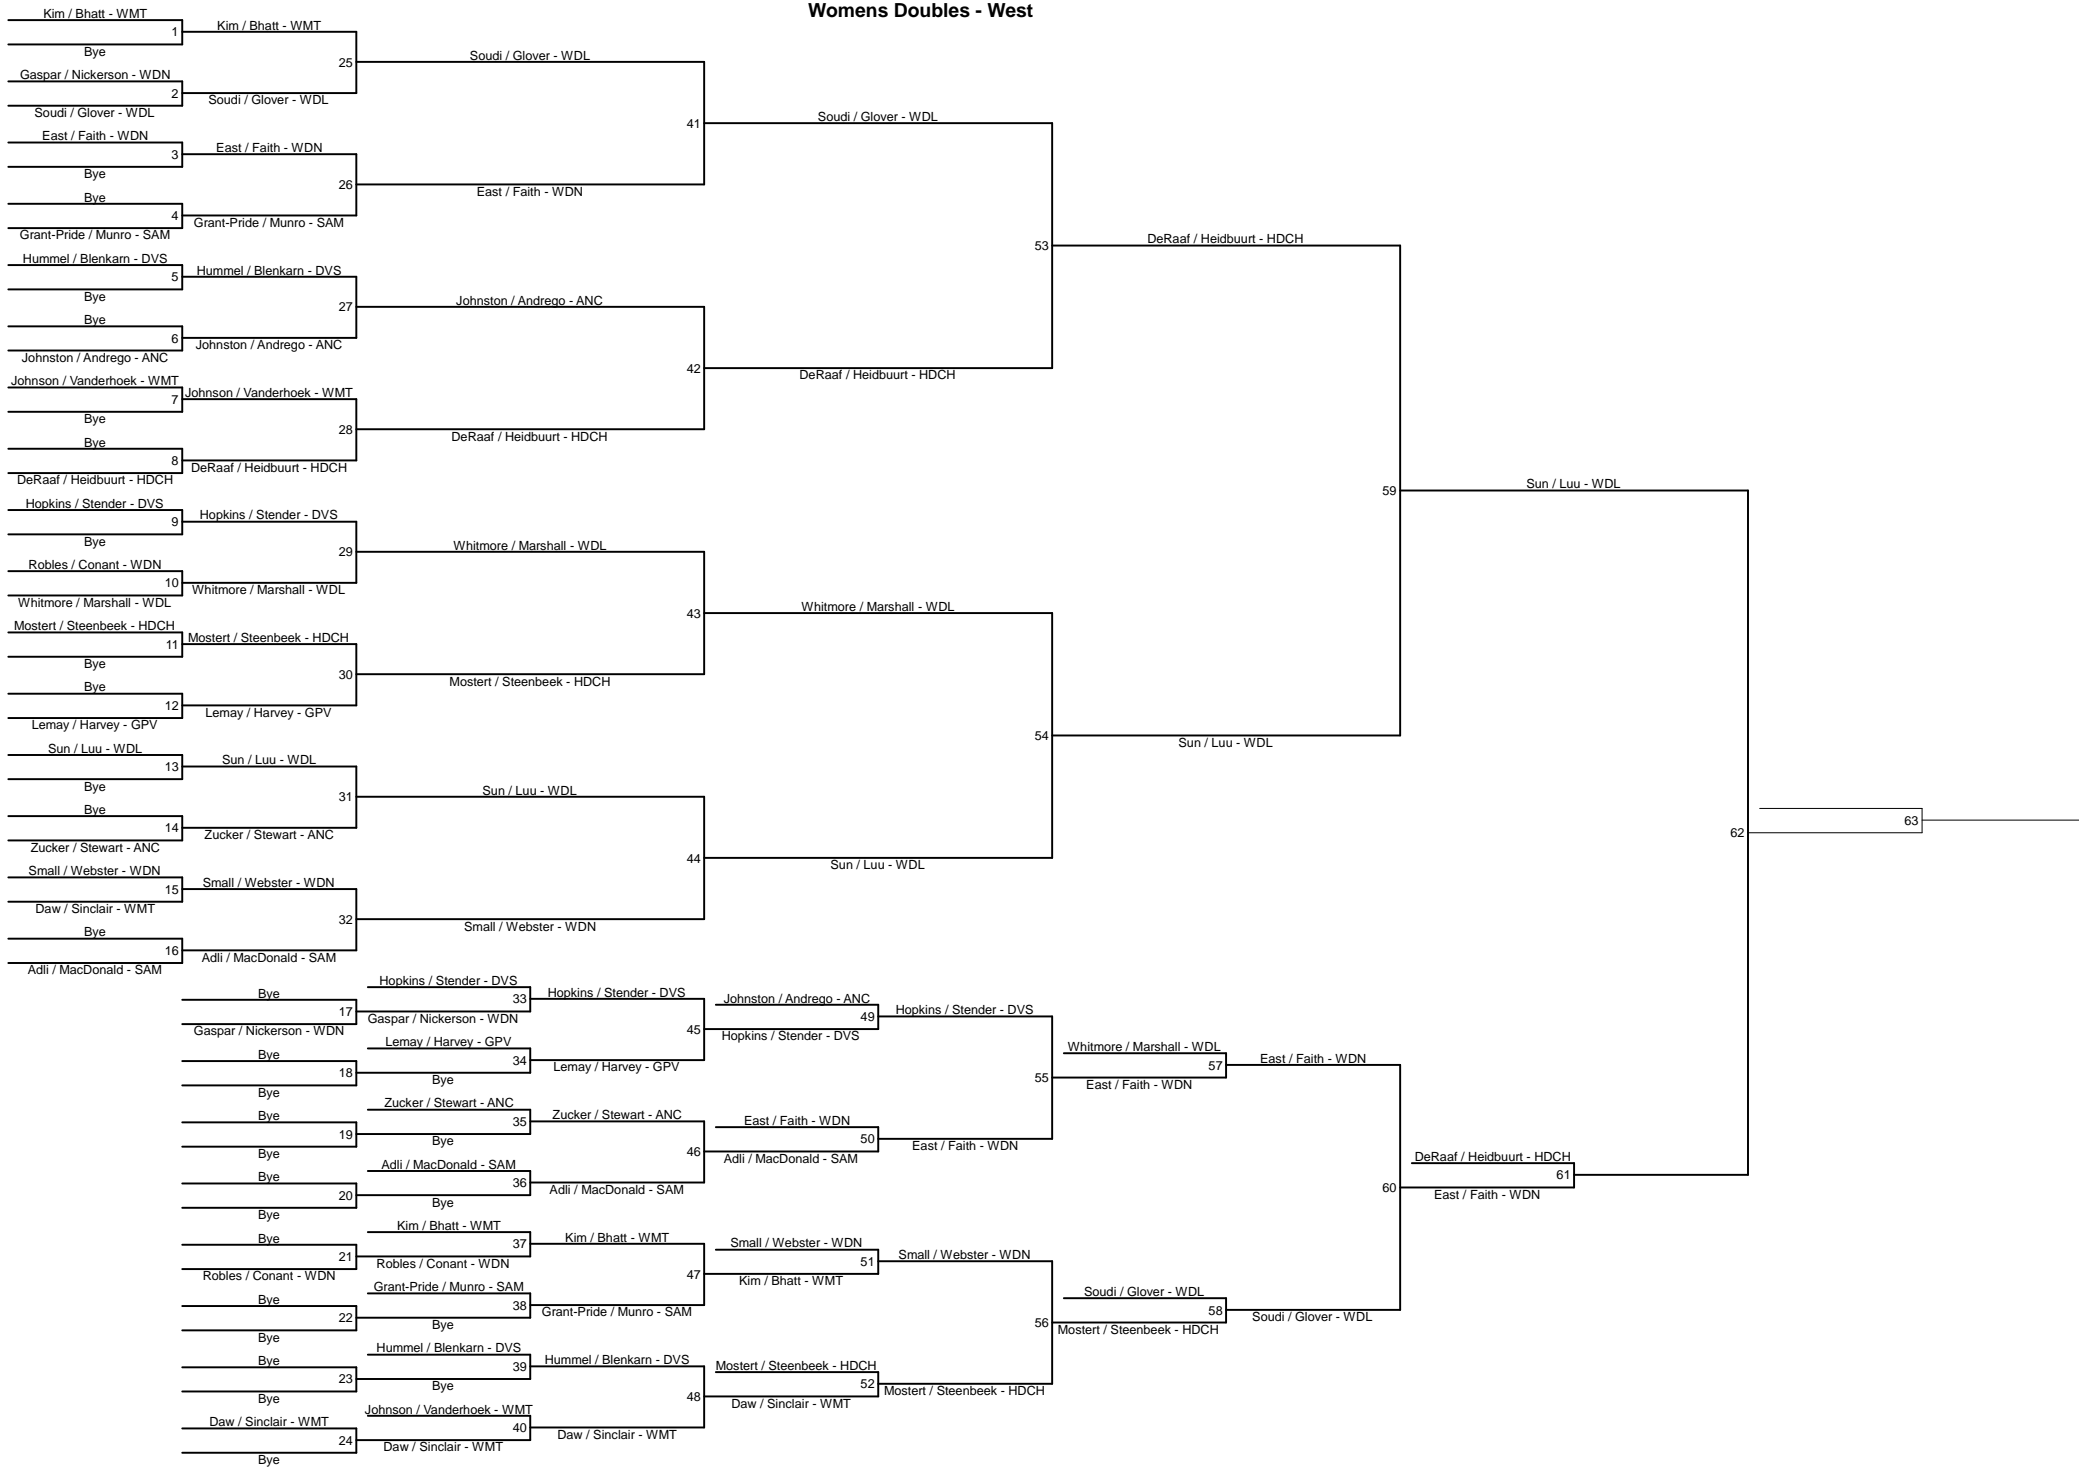 Womens Doubles - West
Kim / Bhatt - WMT
1
Bye
Gaspar / Nickerson - WDN
2
Soudi / Glover - WDL
East / Faith - WDN
3
Bye
Bye
4
Grant-Pride / Munro - SAM
Hummel / Blenkarn - DVS
5
Bye
Bye
6
Johnston / Andrego - ANC
Johnson / Vanderhoek - WMT
7
Bye
Bye
8
DeRaaf / Heidbuurt - HDCH
Hopkins / Stender - DVS
9
Bye
Robles / Conant - WDN
10
Whitmore / Marshall - WDL
Mostert / Steenbeek - HDCH
11
Bye
Bye
12
Lemay / Harvey - GPV
Sun / Luu - WDL
13
Bye
Bye
14
Zucker / Stewart - ANC
Small / Webster - WDN
15
Daw / Sinclair - WMT
Bye
16
Adli / MacDonald - SAM
Kim / Bhatt - WMT
25
Soudi / Glover - WDL
East / Faith - WDN
26
Grant-Pride / Munro - SAM
Hummel / Blenkarn - DVS
27
Johnston / Andrego - ANC
Johnson / Vanderhoek - WMT
28
DeRaaf / Heidbuurt - HDCH
Hopkins / Stender - DVS
29
Whitmore / Marshall - WDL
Mostert / Steenbeek - HDCH
30
Lemay / Harvey - GPV
Sun / Luu - WDL
31
Zucker / Stewart - ANC
Small / Webster - WDN
32
Adli / MacDonald - SAM
Soudi / Glover - WDL
41
East / Faith - WDN
Johnston / Andrego - ANC
42
DeRaaf / Heidbuurt - HDCH
Whitmore / Marshall - WDL
43
Mostert / Steenbeek - HDCH
Sun / Luu - WDL
44
Small / Webster - WDN
Soudi / Glover - WDL
53
DeRaaf / Heidbuurt - HDCH
Whitmore / Marshall - WDL
54
Sun / Luu - WDL
DeRaaf / Heidbuurt - HDCH
59
Sun / Luu - WDL
Sun / Luu - WDL
62
63
Bye
17
Gaspar / Nickerson - WDN
Bye
18
Bye
Bye
19
Bye
Bye
20
Bye
Bye
21
Robles / Conant - WDN
Bye
22
Bye
Bye
23
Bye
Daw / Sinclair - WMT
24
Bye
Hopkins / Stender - DVS
33
Gaspar / Nickerson - WDN
Lemay / Harvey - GPV
34
Bye
Zucker / Stewart - ANC
35
Bye
Adli / MacDonald - SAM
36
Bye
Kim / Bhatt - WMT
37
Robles / Conant - WDN
Grant-Pride / Munro - SAM
38
Bye
Hummel / Blenkarn - DVS
39
Bye
Johnson / Vanderhoek - WMT
40
Daw / Sinclair - WMT
Hopkins / Stender - DVS
45
Lemay / Harvey - GPV
Zucker / Stewart - ANC
46
Adli / MacDonald - SAM
Kim / Bhatt - WMT
47
Grant-Pride / Munro - SAM
Hummel / Blenkarn - DVS
48
Daw / Sinclair - WMT
Johnston / Andrego - ANC
49
Hopkins / Stender - DVS
East / Faith - WDN
50
Adli / MacDonald - SAM
Small / Webster - WDN
51
Kim / Bhatt - WMT
Mostert / Steenbeek - HDCH
52
Daw / Sinclair - WMT
Hopkins / Stender - DVS
55
East / Faith - WDN
Small / Webster - WDN
56
Mostert / Steenbeek - HDCH
Whitmore / Marshall - WDL
57
East / Faith - WDN
Soudi / Glover - WDL
58
Mostert / Steenbeek - HDCH
East / Faith - WDN
60
Soudi / Glover - WDL
DeRaaf / Heidbuurt - HDCH
61
East / Faith - WDN